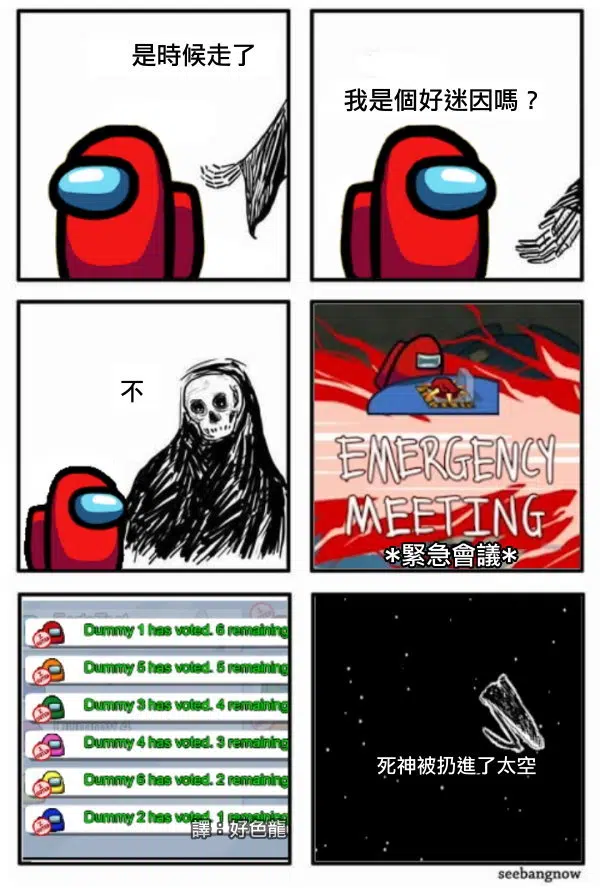 是時候走了
我是個好迷因嗎？
不
EMERGENCY
MEETING
*緊急會議*
Dummy 1 has voted. 6 remaining
Dummy 5 has voted. 5 remaining
Dummy 3 has voted. 4 remaining
Dummy 4 has voted. 3 remaining
Dummy 6 has voted. 2 remaining
Dummy 2 has voted. 1 remaining
譯：好色龍
死神被扔進了太空
seebangnow